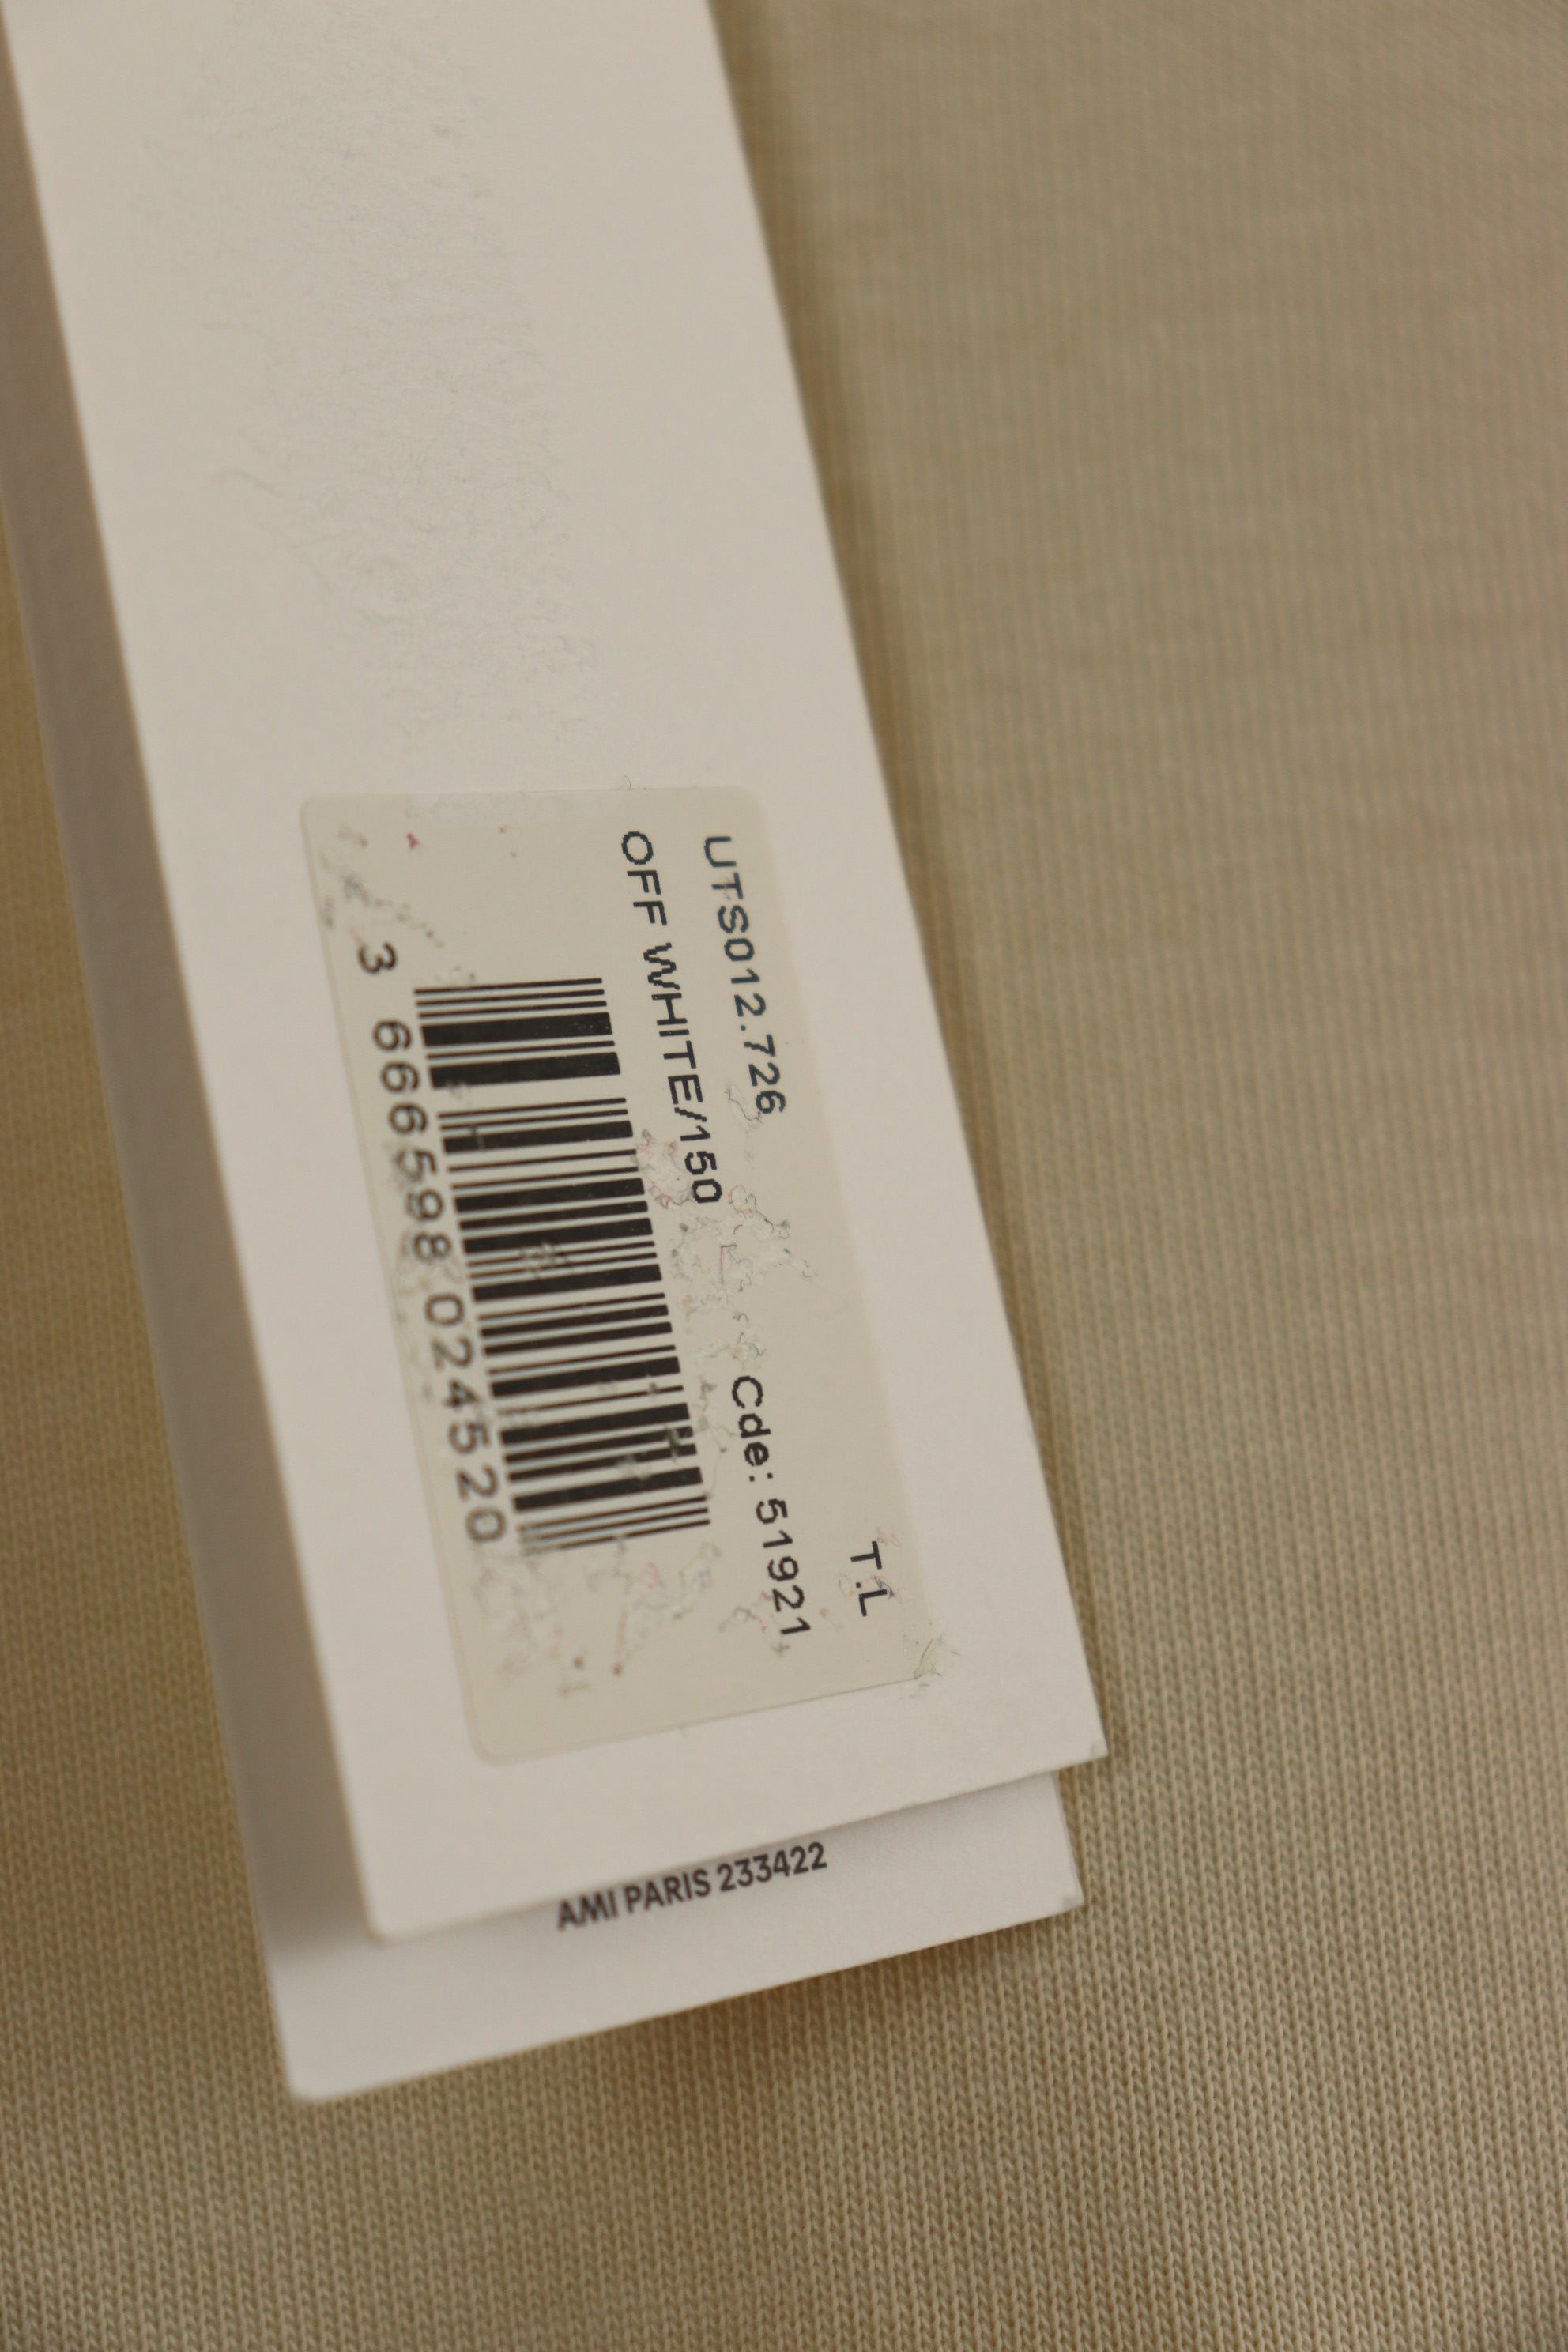 T:L
UTS012.726
Cde: 51921
OFF WHITE/150
3 666598 024520
AMI PARIS 233422